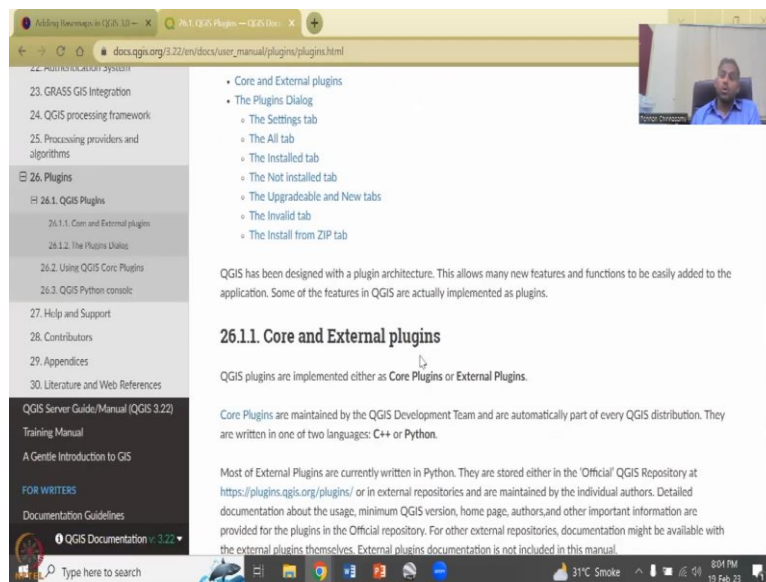 Adding Basemaps in QGIS 3.0 —
26.1. QGIS Plugins — QGIS Doc
docs.qgis.org/3.22/en/docs/user_manual/plugins/plugins.html
22. Authentication System
23. GRASS GIS Integration
24. QGIS processing framework
25. Processing providers and
algorithms
26. Plugins
26.1. QGIS Plugins
26.1.1. Core and External plugins
26.1.2. The Plugins Dialog
26.2. Using QGIS Core Plugins
26.3. QGIS Python console
27. Help and Support
28. Contributors
29. Appendices
30. Literature and Web References
QGIS Server Guide/Manual (QGIS 3.22)
Training Manual
A Gentle Introduction to GIS
FOR WRITERS
Documentation Guidelines
QGIS Documentation v: 3.22
• Core and External plugins
• The Plugins Dialog
◦ The Settings tab
◦ The All tab
◦ The Installed tab
◦ The Not installed tab
◦ The Upgradeable and New tabs
◦ The Invalid tab
◦ The Install from ZIP tab
QGIS has been designed with a plugin architecture. This allows many new features and functions to be easily added to the
application. Some of the features in QGIS are actually implemented as plugins.
26.1.1. Core and External plugins
QGIS plugins are implemented either as Core Plugins or External Plugins.
Core Plugins are maintained by the QGIS Development Team and are automatically part of every QGIS distribution. They
are written in one of two languages: C++ or Python.
Most of External Plugins are currently written in Python. They are stored either in the 'Official' QGIS Repository at
https://plugins.qgis.org/plugins/ or in external repositories and are maintained by the individual authors. Detailed
documentation about the usage, minimum QGIS version, home page, authors,and other important information are
provided for the plugins in the Official repository. For other external repositories, documentation might be available with
the external plugins themselves. External plugins documentation is not included in this manual.
Pennan Chinnasamy
NPTEL
Type here to search
31°C Smoke
8:04 PM
9-Feb-23